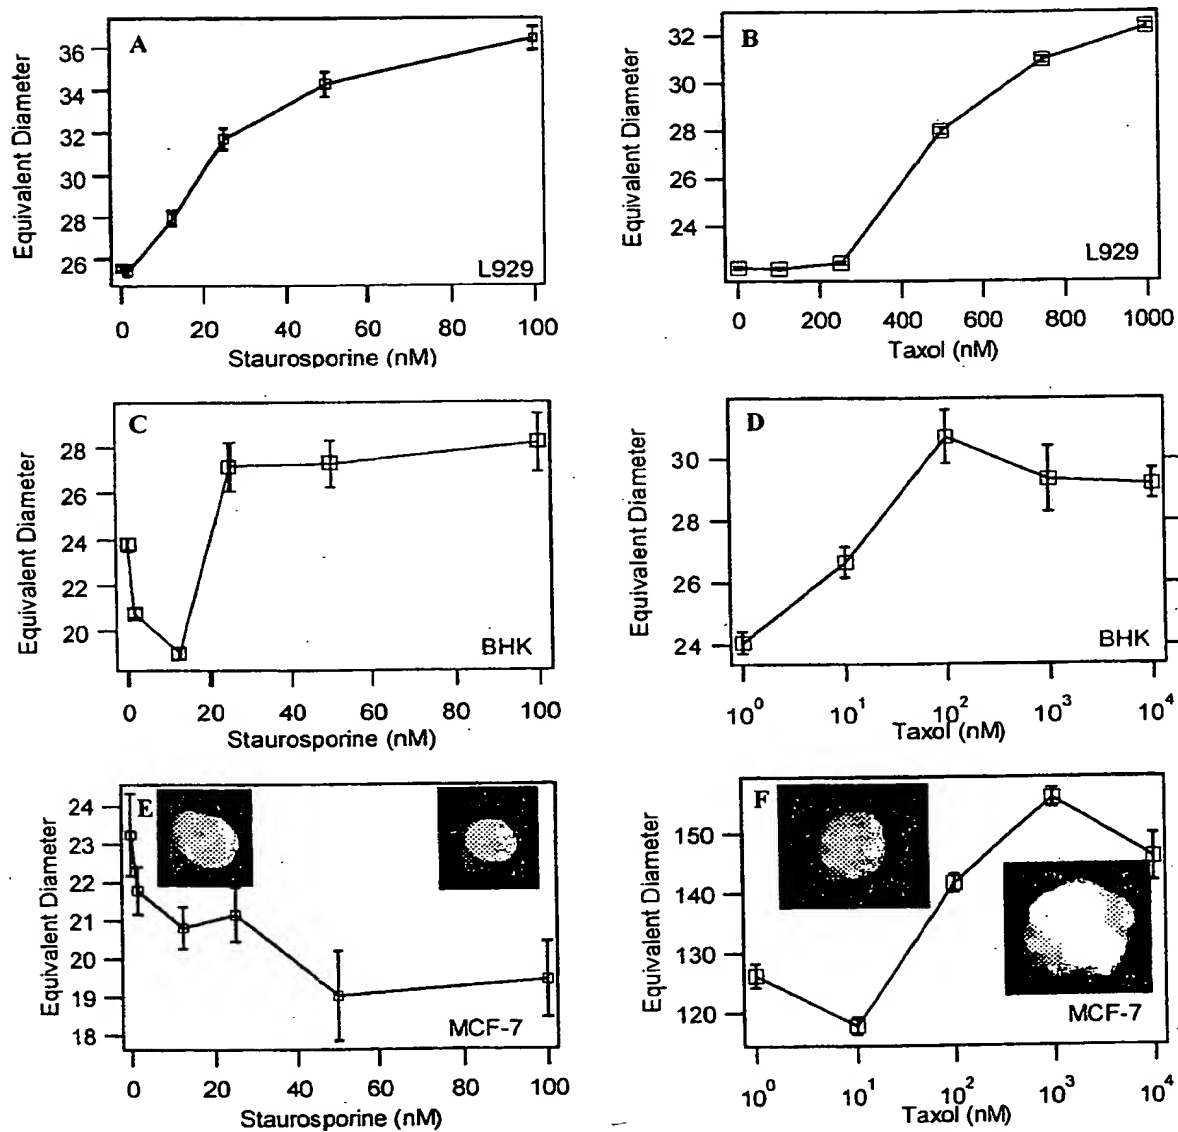 A
Equivalent Diameter
36
34
32
30
28
26
L929
0 20 40 60 80 100
Staurosporine (nM)
B
Equivalent Diameter
32
30
28
26
24
L929
0 200 400 600 800 1000
Taxol (nM)
C
Equivalent Diameter
28
26
24
22
20
BHK
0 20 40 60 80 100
Staurosporine (nM)
D
Equivalent Diameter
30
28
26
24
BHK
10⁰ 10¹ 10² 10³ 10⁴
Taxol (nM)
E
Equivalent Diameter
24
23
22
21
20
19
18
MCF-7
0 20 40 60 80 100
Staurosporine (nM)
F
Equivalent Diameter
150
140
130
120
MCF-7
10⁰ 10¹ 10² 10³ 10⁴
Taxol (nM)